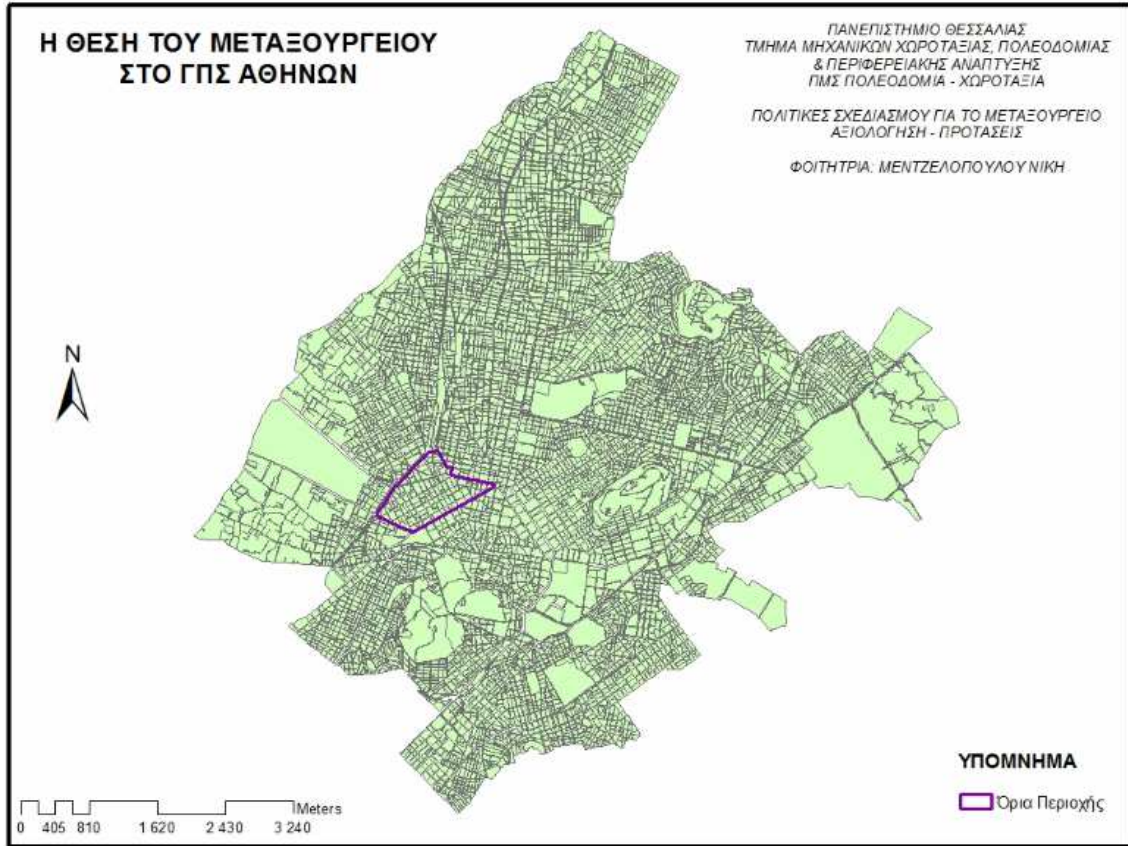 Η ΘΕΣΗ ΤΟΥ ΜΕΤΑΞΟΥΡΓΕΙΟΥ
ΣΤΟ ΓΠΣ ΑΘΗΝΩΝ
ΠΑΝΕΠΙΣΤΗΜΙΟ ΘΕΣΣΑΛΙΑΣ
ΤΜΗΜΑ ΜΗΧΑΝΙΚΩΝ ΧΩΡΟΤΑΞΙΑΣ, ΠΟΛΕΟΔΟΜΙΑΣ
& ΠΕΡΙΦΕΡΕΙΑΚΗΣ ΑΝΑΠΤΥΞΗΣ
ΠΜΣ ΠΟΛΕΟΔΟΜΙΑ - ΧΩΡΟΤΑΞΙΑ
ΠΟΛΙΤΙΚΕΣ ΣΧΕΔΙΑΣΜΟΥ ΓΙΑ ΤΟ ΜΕΤΑΞΟΥΡΓΕΙΟ
ΑΞΙΟΛΟΓΗΣΗ - ΠΡΟΤΑΣΕΙΣ
ΦΟΙΤΗΤΡΙΑ: ΜΕΝΤΖΕΛΟΠΟΥΛΟΥ ΝΙΚΗ
N
ΥΠΟΜΝΗΜΑ
Όρια Περιοχής
Meters
0 405 810 1 620 2 430 3 240